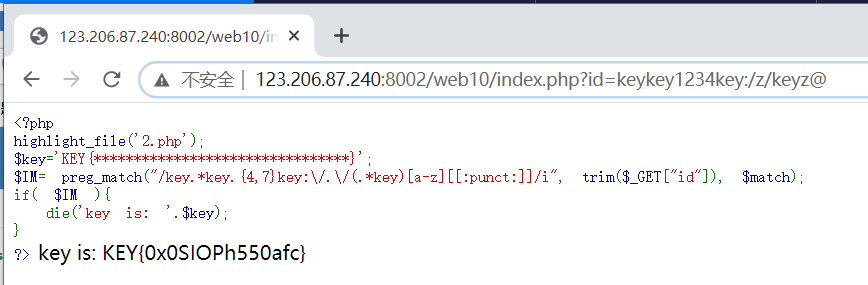 123.206.87.240:8002/web10/in
不安全 | 123.206.87.240:8002/web10/index.php?id=keykey1234key:/z/keyz@
<?php
highlight_file('2.php');
$key='KEY{********************************}';
$IM= preg_match("/key.*key.{4,7}key:\/.\/(.*key)[a-z][[:punct:]]/i", trim($_GET["id"]), $match);
if( $IM ){
    die('key is: '.$key);
}
?> key is: KEY{0x0SIOPh550afc}